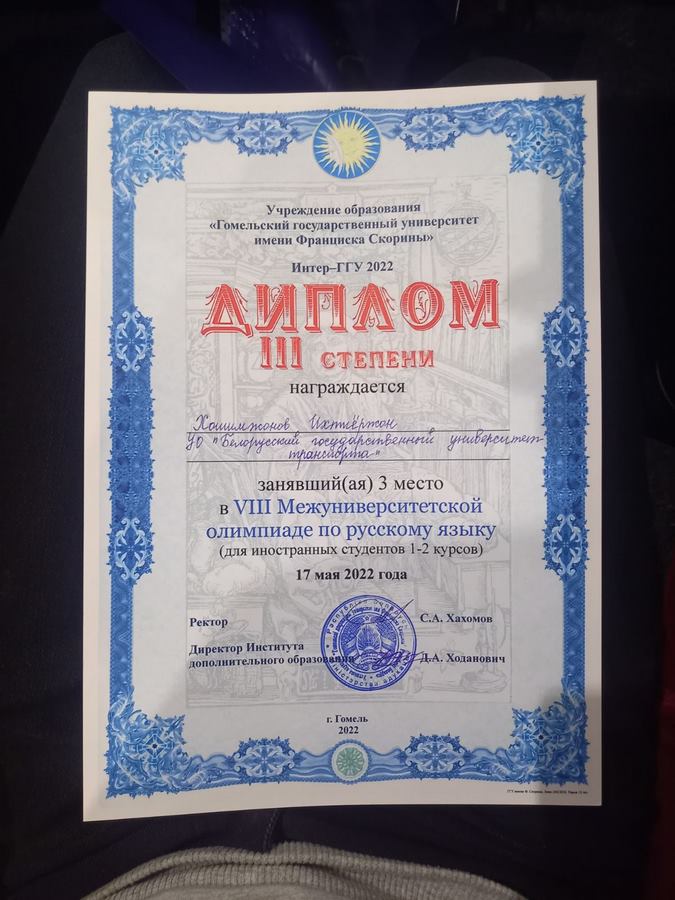 Учреждение образования
«Гомельский государственный университет
имени Франциска Скорины»
Интер–ГГУ 2022
ДИПЛОМ
III СТЕПЕНИ
награждается
Хошимжонов Ихтиёржон
УО "Белорусский государственный университет
транспорта"
занявший(ая) 3 место
в VIII Межуниверситетской
олимпиаде по русскому языку
(для иностранных студентов 1-2 курсов)
17 мая 2022 года
Ректор
С.А. Хахомов
Директор Института
дополнительного образования
Д.А. Ходанович
г. Гомель
2022